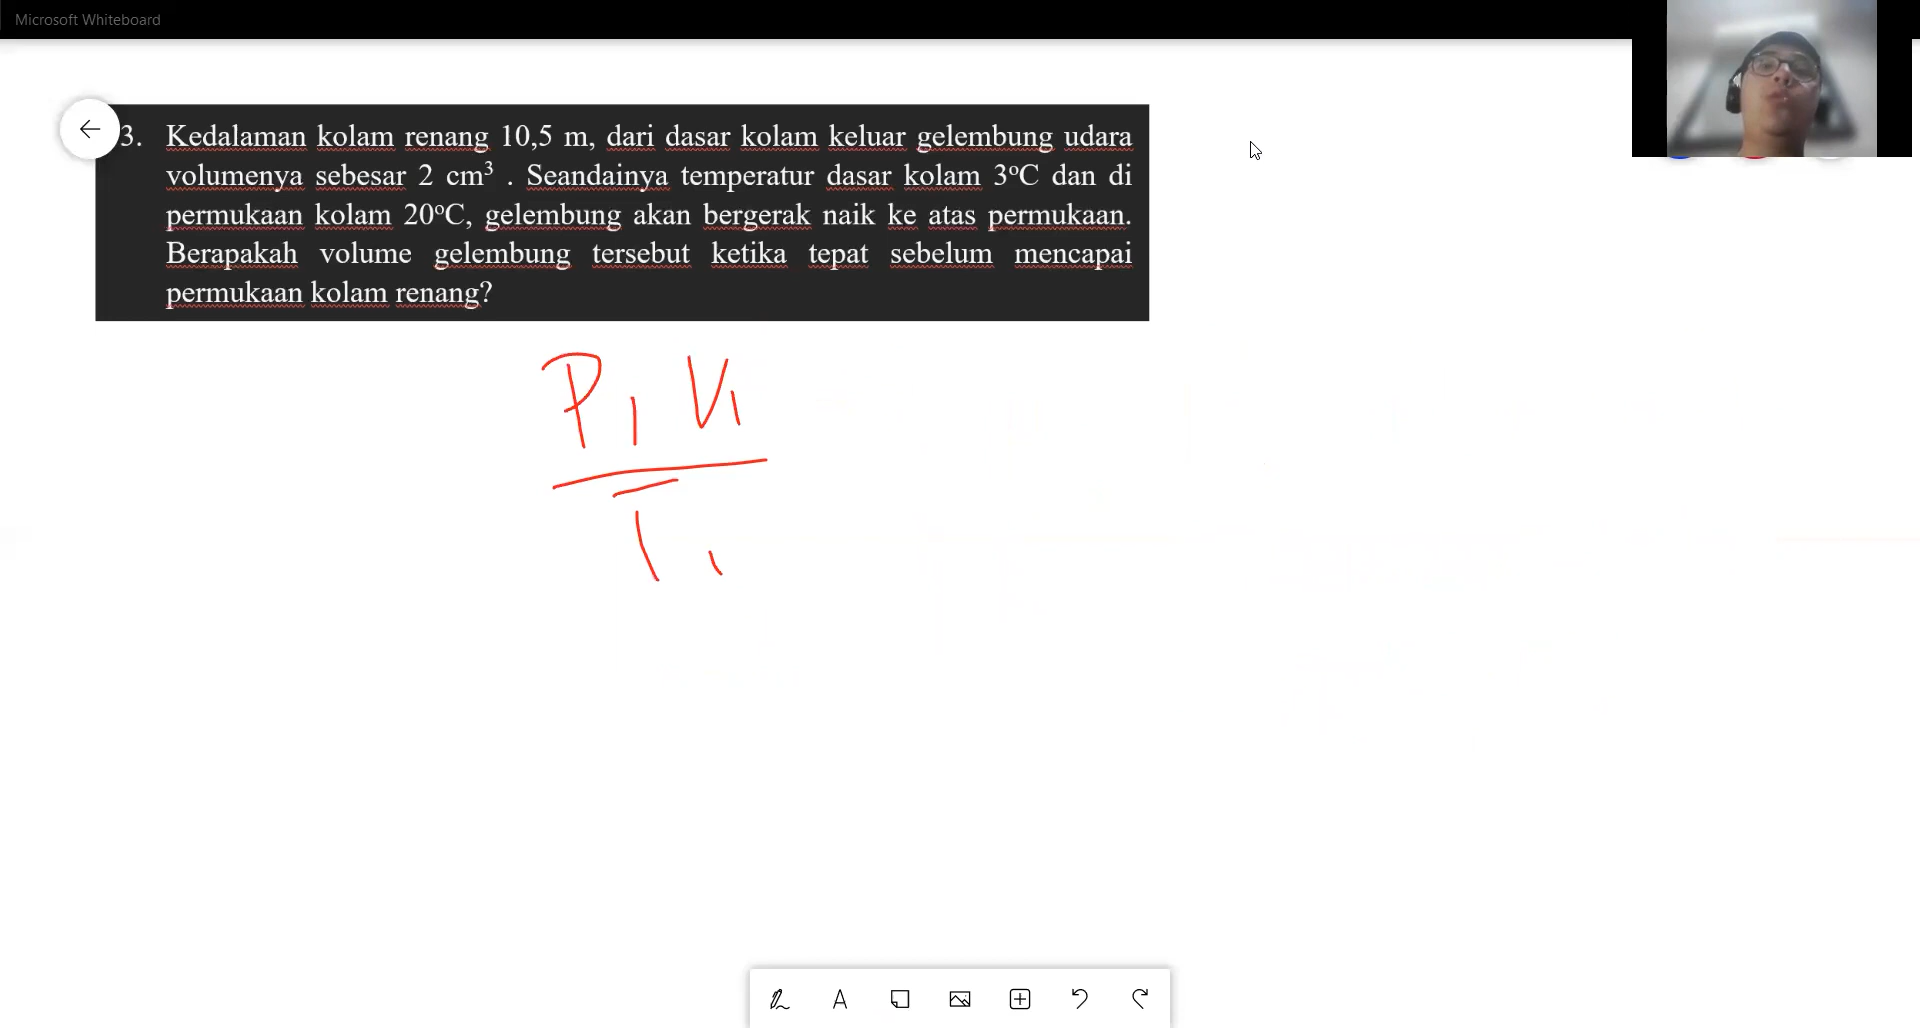 Microsoft Whiteboard
3. Kedalaman kolam renang 10,5 m, dari dasar kolam keluar gelembung udara
volumenya sebesar 2 cm³ . Seandainya temperatur dasar kolam 3°C dan di
permukaan kolam 20°C, gelembung akan bergerak naik ke atas permukaan.
Berapakah volume gelembung tersebut ketika tepat sebelum mencapai
permukaan kolam renang?
P₁ V₁
T₁